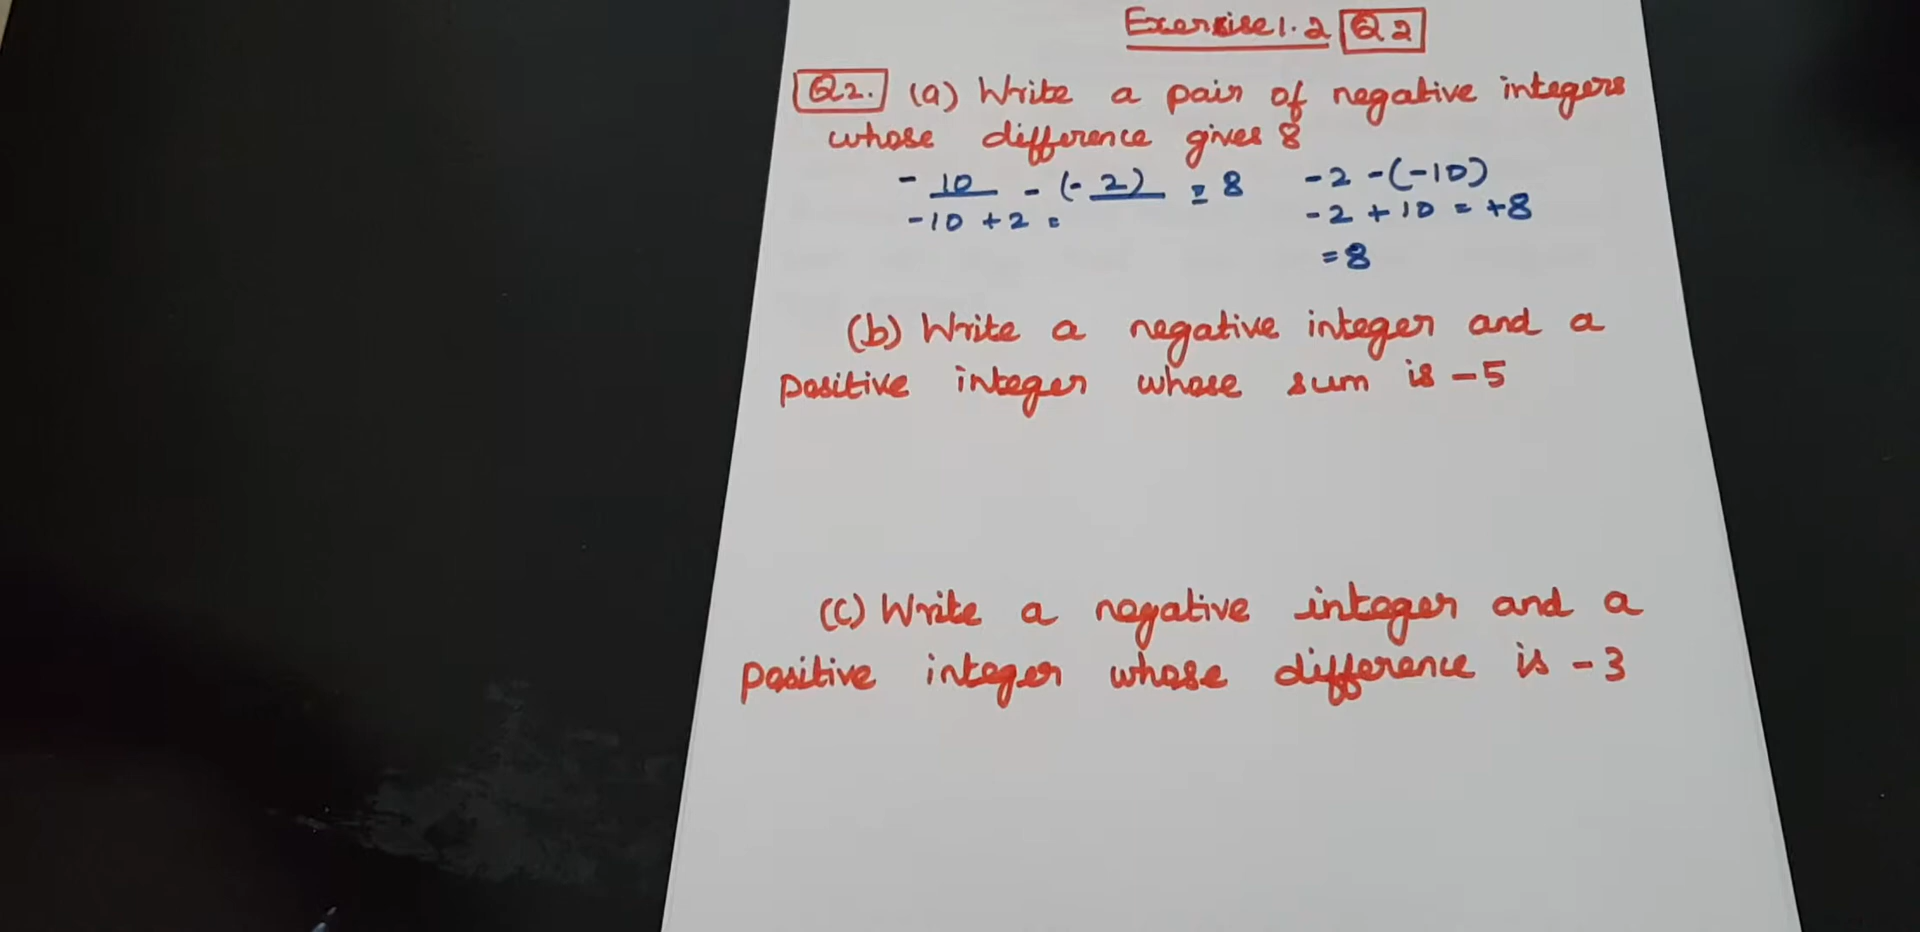 Exercise 1.2 Q2
Q2. (a) Write a pair of negative integers
whose difference gives 8
- 10 - (- 2) = 8
-10 + 2 =
-2 -(-10)
-2 + 10 = +8
= 8
(b) Write a negative integer and a
positive integer whose sum is -5
(c) Write a negative integer and a
positive integer whose difference is -3